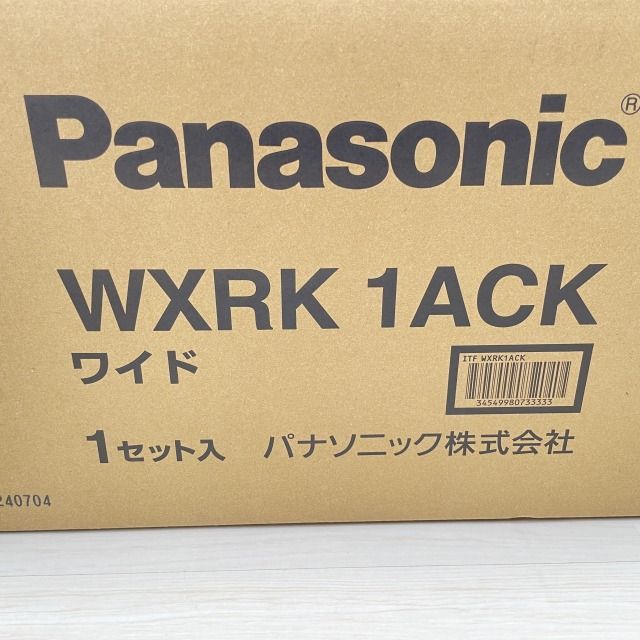 Panasonic®
WXRK 1ACK
ワイド
ITF WXRK1ACK
34549980733333
1セット入 パナソニック株式会社
240704